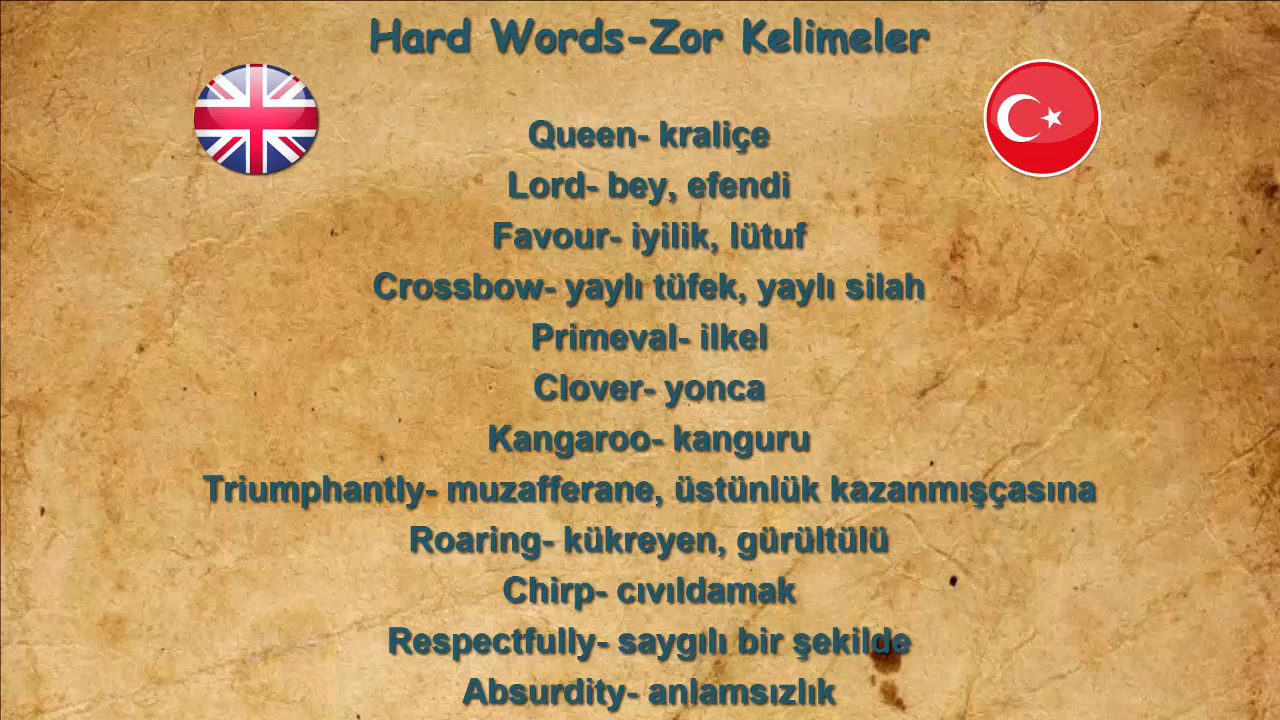 Hard Words-Zor Kelimeler
Queen- kraliçe
Lord- bey, efendi
Favour- iyilik, lütuf
Crossbow- yaylı tüfek, yaylı silah
Primeval- ilkel
Clover- yonca
Kangaroo- kanguru
Triumphantly- muzafferane, üstünlük kazanmışçasına
Roaring- kükreyen, gürültülü
Chirp- cıvıldamak
Respectfully- saygılı bir şekilde
Absurdity- anlamsızlık